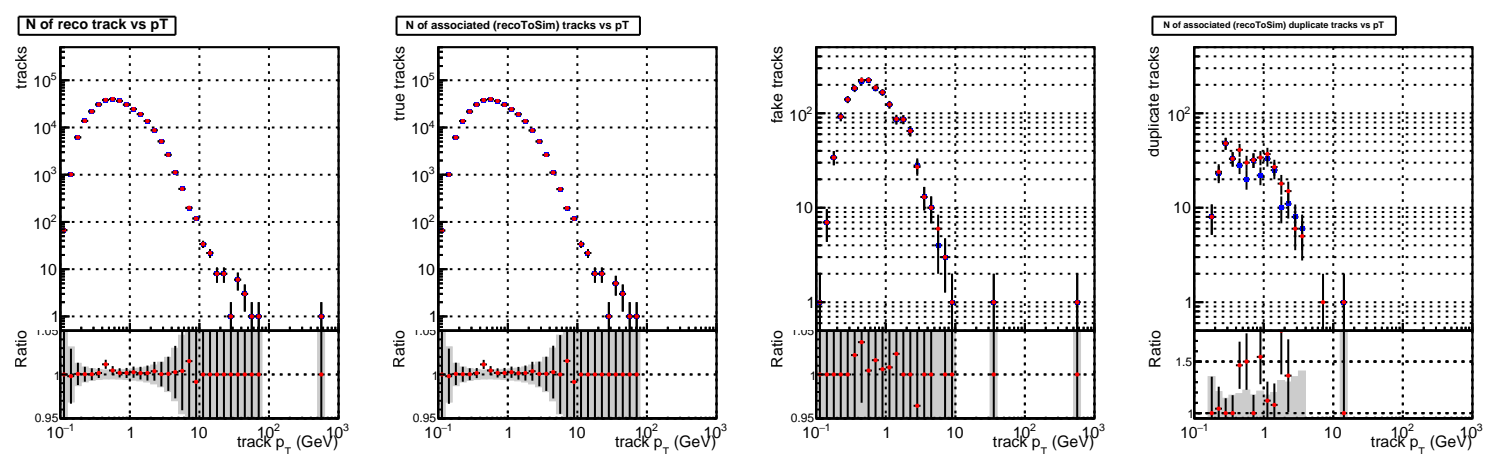 N of reco track vs pT
tracks
10^5
10^4
10^3
10^2
10
1
Ratio
1.05
1
0.95
10^-1 1 10 10^2 10^3
track p_T (GeV)
N of associated (recoToSim) tracks vs pT
true tracks
10^5
10^4
10^3
10^2
10
1
Ratio
1.05
1
0.95
10^-1 1 10 10^2 10^3
track p_T (GeV)
fake tracks
10^2
10
1
Ratio
1.05
1
0.95
10^-1 1 10 10^2 10^3
track p_T (GeV)
N of associated (recoToSim) duplicate tracks vs pT
duplicate tracks
10^2
10
1
Ratio
1.5
1
10^-1 1 10 10^2 10^3
track p_T (GeV)